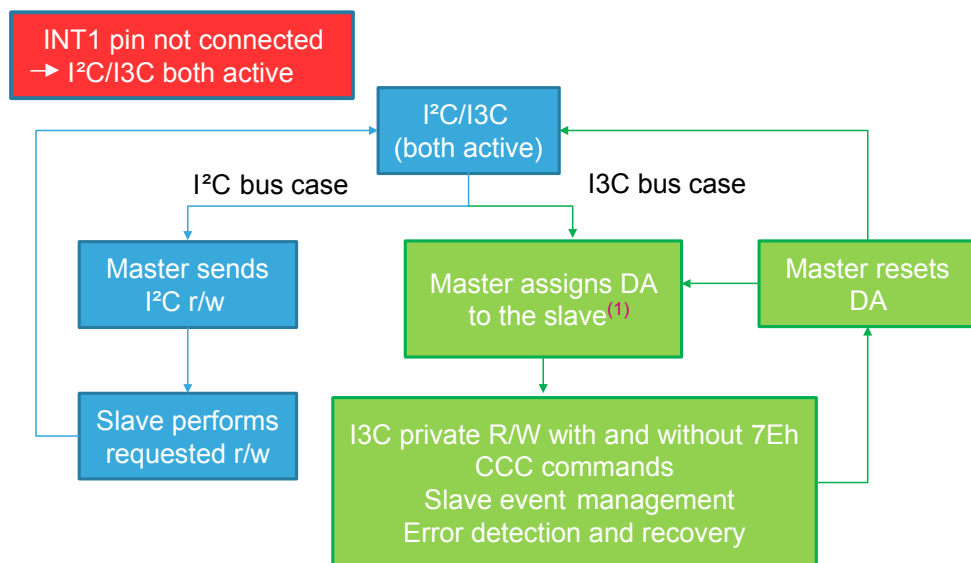 INT1 pin not connected
→ I²C/I3C both active
I²C/I3C
(both active)
I²C bus case
I3C bus case
Master sends
I²C r/w
Master assigns DA
to the slave(1)
Master resets
DA
Slave performs
requested r/w
I3C private R/W with and without 7Eh
CCC commands
Slave event management
Error detection and recovery